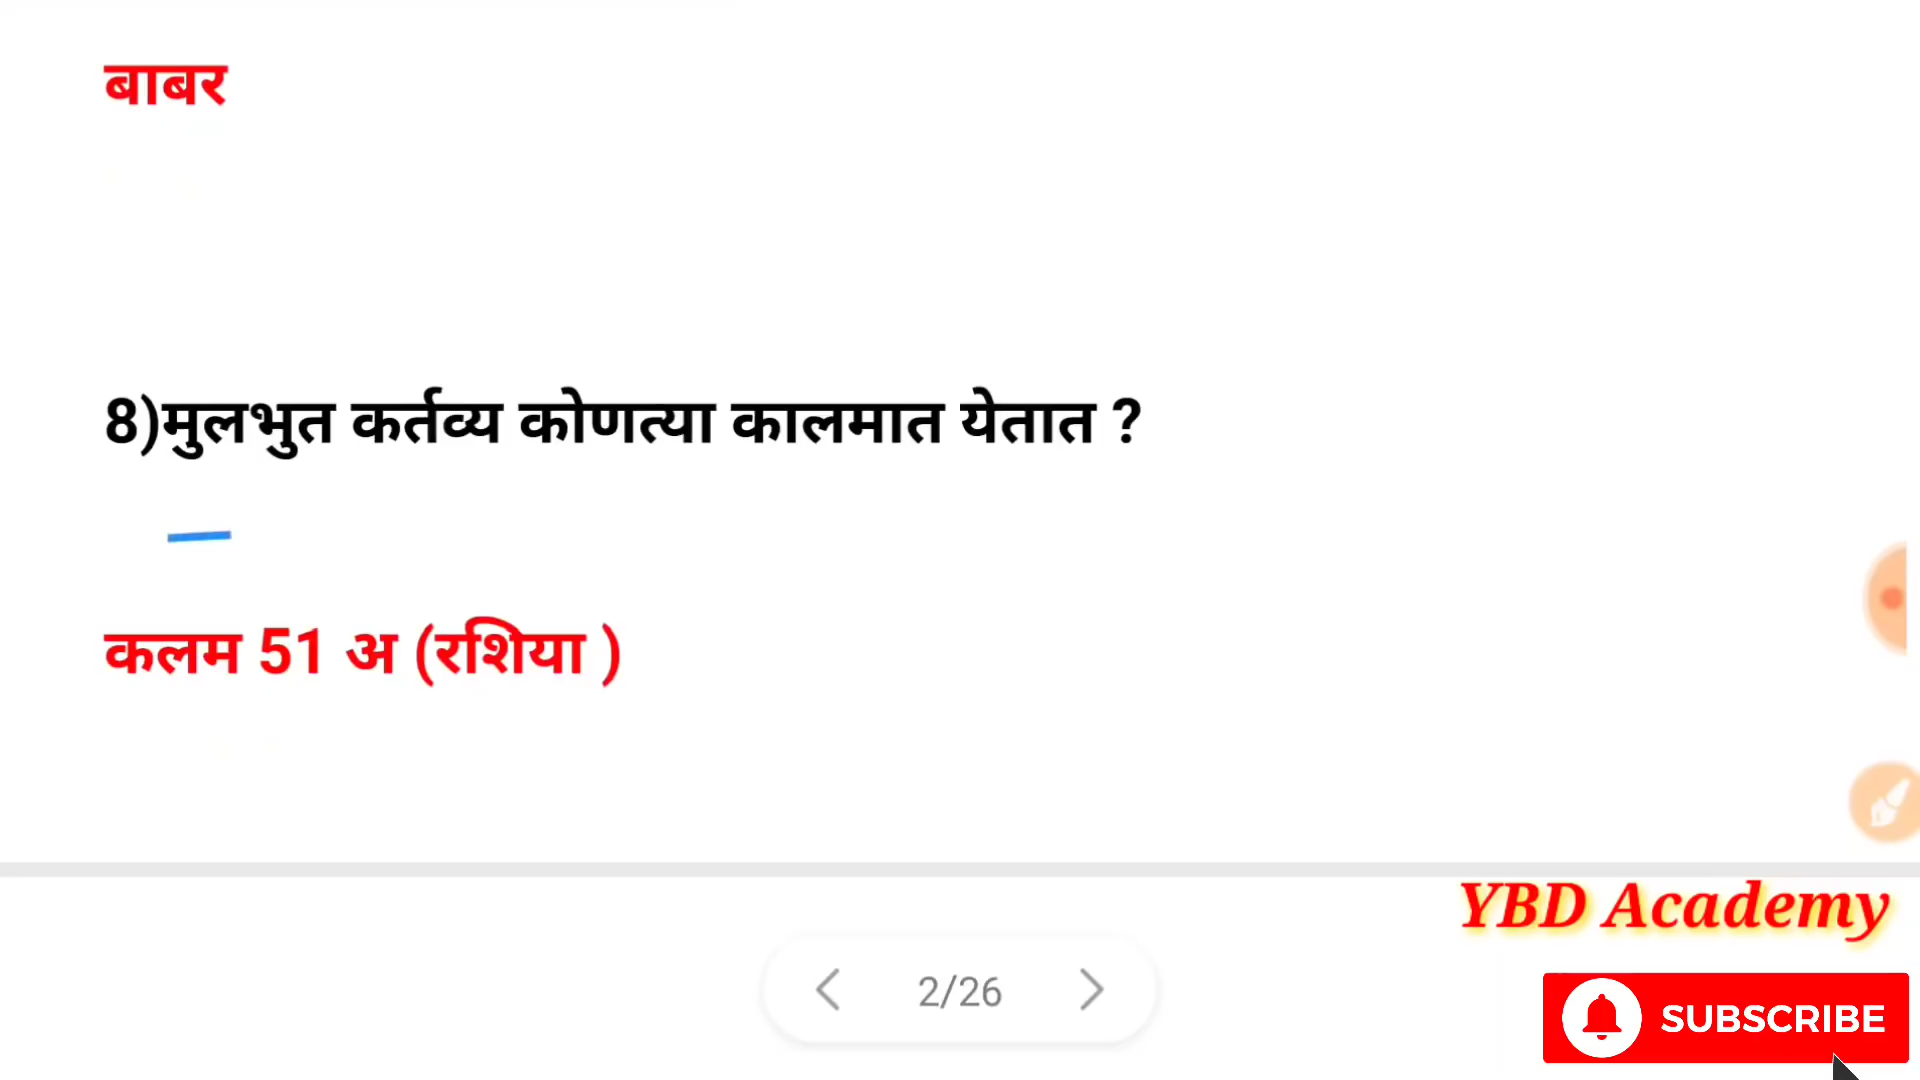 बाबर
8)मुलभुत कर्तव्य कोणत्या कालमात येतात ?
कलम 51 अ (रशिया )
YBD Academy
2/26
SUBSCRIBE